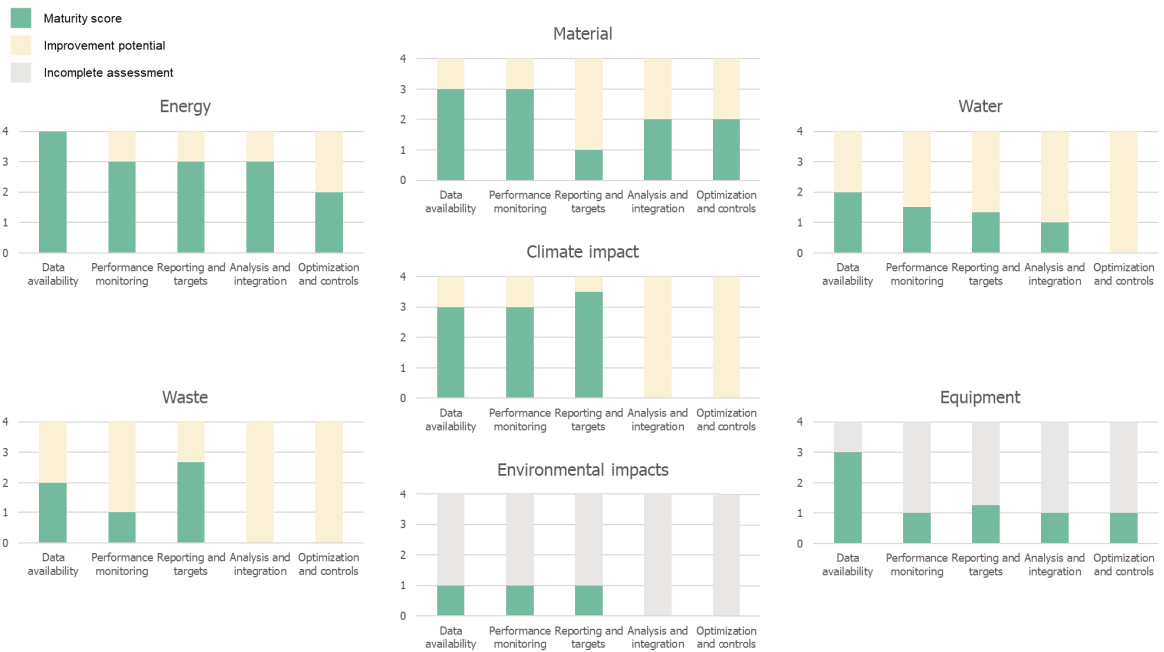 Maturity score
Improvement potential
Incomplete assessment
Energy
4
3
2
1
0
Data availability
Performance monitoring
Reporting and targets
Analysis and integration
Optimization and controls
Material
4
3
2
1
0
Data availability
Performance monitoring
Reporting and targets
Analysis and integration
Optimization and controls
Water
4
3
2
1
0
Data availability
Performance monitoring
Reporting and targets
Analysis and integration
Optimization and controls
Climate impact
4
3
2
1
0
Data availability
Performance monitoring
Reporting and targets
Analysis and integration
Optimization and controls
Waste
4
3
2
1
0
Data availability
Performance monitoring
Reporting and targets
Analysis and integration
Optimization and controls
Environmental impacts
4
3
2
1
0
Data availability
Performance monitoring
Reporting and targets
Analysis and integration
Optimization and controls
Equipment
4
3
2
1
0
Data availability
Performance monitoring
Reporting and targets
Analysis and integration
Optimization and controls